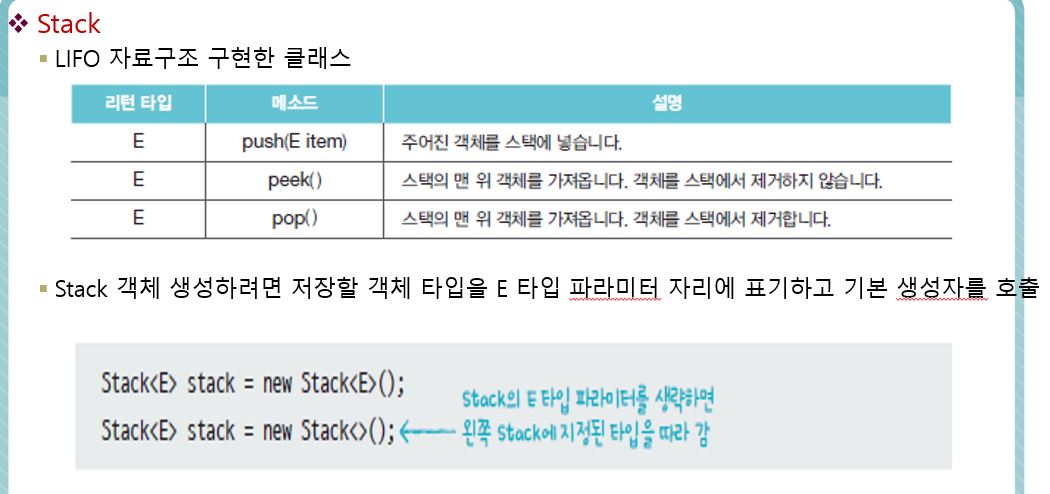 ❖ Stack
▪ LIFO 자료구조 구현한 클래스
리턴 타입 메소드 설명
E push(E item) 주어진 객체를 스택에 넣습니다.
E peek() 스택의 맨 위 객체를 가져옵니다. 객체를 스택에서 제거하지 않습니다.
E pop() 스택의 맨 위 객체를 가져옵니다. 객체를 스택에서 제거합니다.
▪ Stack 객체 생성하려면 저장할 객체 타입을 E 타입 파라미터 자리에 표기하고 기본 생성자를 호출
Stack<E> stack = new Stack<E>();
Stack의 E 타입 파라미터를 생략하면
Stack<E> stack = new Stack<>();
왼쪽 Stack에 지정된 타입을 따라 감